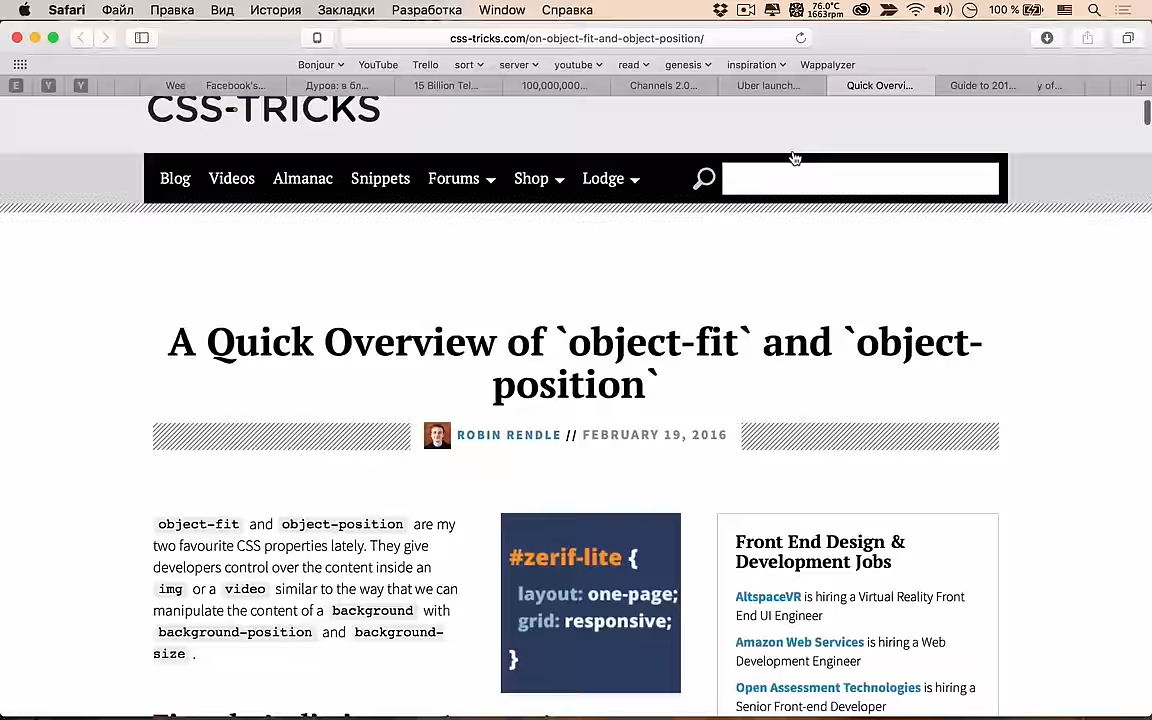 Safari Файл Правка Вид История Закладки Разработка Window Справка 76.0°C 1663rpm 100 %
css-tricks.com/on-object-fit-and-object-position/
Bonjour YouTube Trello sort server youtube read genesis inspiration Wappalyzer
E Y Y Wee Facebook's... Дуров: в бл... 15 Billion Tel... 100,000,000... Channels 2.0... Uber launch... Quick Overvi... Guide to 201... y of...
CSS-TRICKS
Blog Videos Almanac Snippets Forums Shop Lodge
A Quick Overview of `object-fit` and `object-
position`
ROBIN RENDLE // FEBRUARY 19, 2016
object-fit and object-position are my
two favourite CSS properties lately. They give
developers control over the content inside an
img or a video similar to the way that we can
manipulate the content of a background with
background-position and background-
size .
#zerif-lite {
layout: one-page;
grid: responsive;
}
Front End Design &
Development Jobs
AltspaceVR is hiring a Virtual Reality Front
End UI Engineer
Amazon Web Services is hiring a Web
Development Engineer
Open Assessment Technologies is hiring a
Senior Front-end Developer